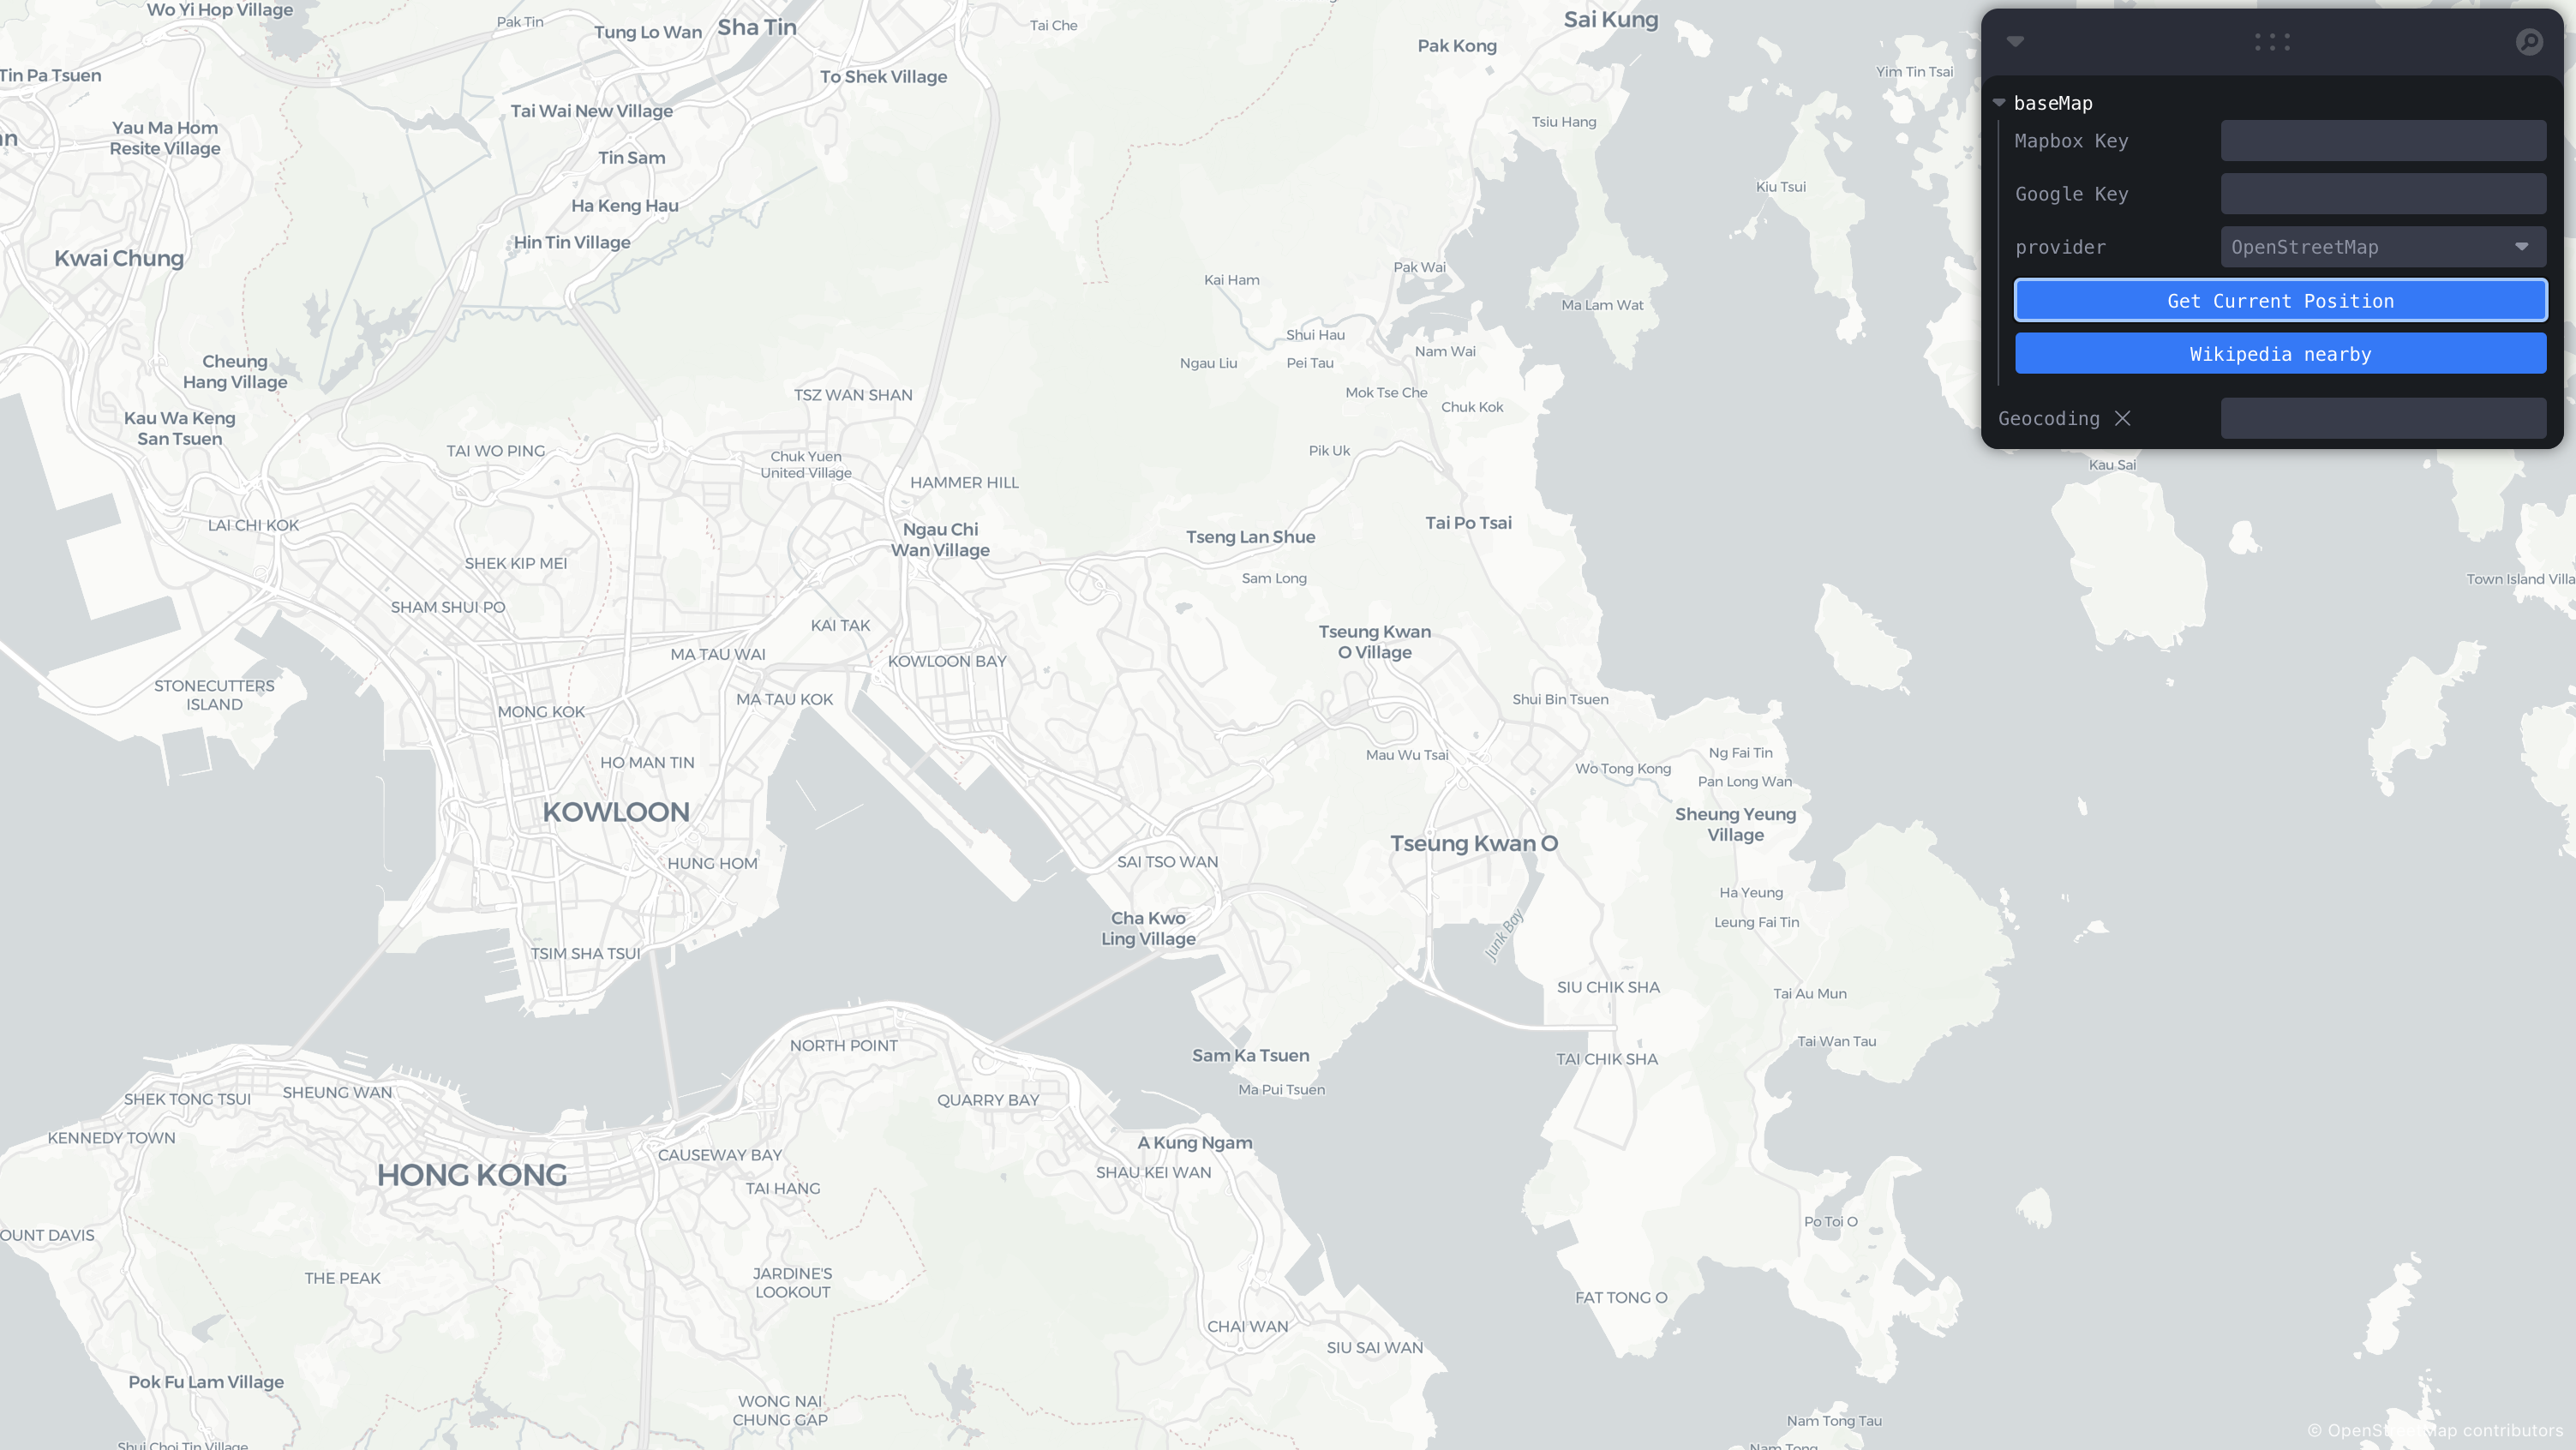 Wo Yi Hop Village
Pak Tin
Tung Lo Wan
Sha Tin
Tai Che
Sai Kung
Pak Kong
Tin Pa Tsuen
To Shek Village
Yim Tin Tsai
Tai Wai New Village
Yau Ma Hom
Resite Village
Tsiu Hang
Tin Sam
Kiu Tsui
Ha Keng Hau
Hin Tin Village
Kwai Chung
Pak Wai
Kai Ham
Ma Lam Wat
Shui Hau
Nam Wai
Ngau Liu
Pei Tau
Cheung
Hang Village
Mok Tse Che
TSZ WAN SHAN
Chuk Kok
Kau Wa Keng
San Tsuen
TAI WO PING
Pik Uk
Chuk Yuen
United Village
Kau Sai
HAMMER HILL
LAI CHI KOK
Ngau Chi
Wan Village
Tai Po Tsai
Tseng Lan Shue
SHEK KIP MEI
Sam Long
Town Island Villa
SHAM SHUI PO
KAI TAK
Tseung Kwan
O Village
MA TAU WAI
KOWLOON BAY
STONECUTTERS
ISLAND
MA TAU KOK
Shui Bin Tsuen
MONG KOK
Ng Fai Tin
Mau Wu Tsai
HO MAN TIN
Wo Tong Kong
Pan Long Wan
KOWLOON
Sheung Yeung
Village
Tseung Kwan O
HUNG HOM
SAI TSO WAN
Ha Yeung
Cha Kwo
Ling Village
Leung Fai Tin
Junk Bay
TSIM SHA TSUI
SIU CHIK SHA
Tai Au Mun
NORTH POINT
Tai Wan Tau
Sam Ka Tsuen
TAI CHIK SHA
Ma Pui Tsuen
SHEUNG WAN
SHEK TONG TSUI
QUARRY BAY
KENNEDY TOWN
A Kung Ngam
CAUSEWAY BAY
HONG KONG
SHAU KEI WAN
TAI HANG
Po Toi O
OUNT DAVIS
THE PEAK
JARDINE'S
LOOKOUT
FAT TONG O
CHAI WAN
SIU SAI WAN
Pok Fu Lam Village
WONG NAI
CHUNG GAP
Nam Tong Tau
Shui Choi Tin Village
Nam Tong
baseMap
Mapbox Key
Google Key
provider OpenStreetMap
Get Current Position
Wikipedia nearby
Geocoding
© OpenStreetMap contributors